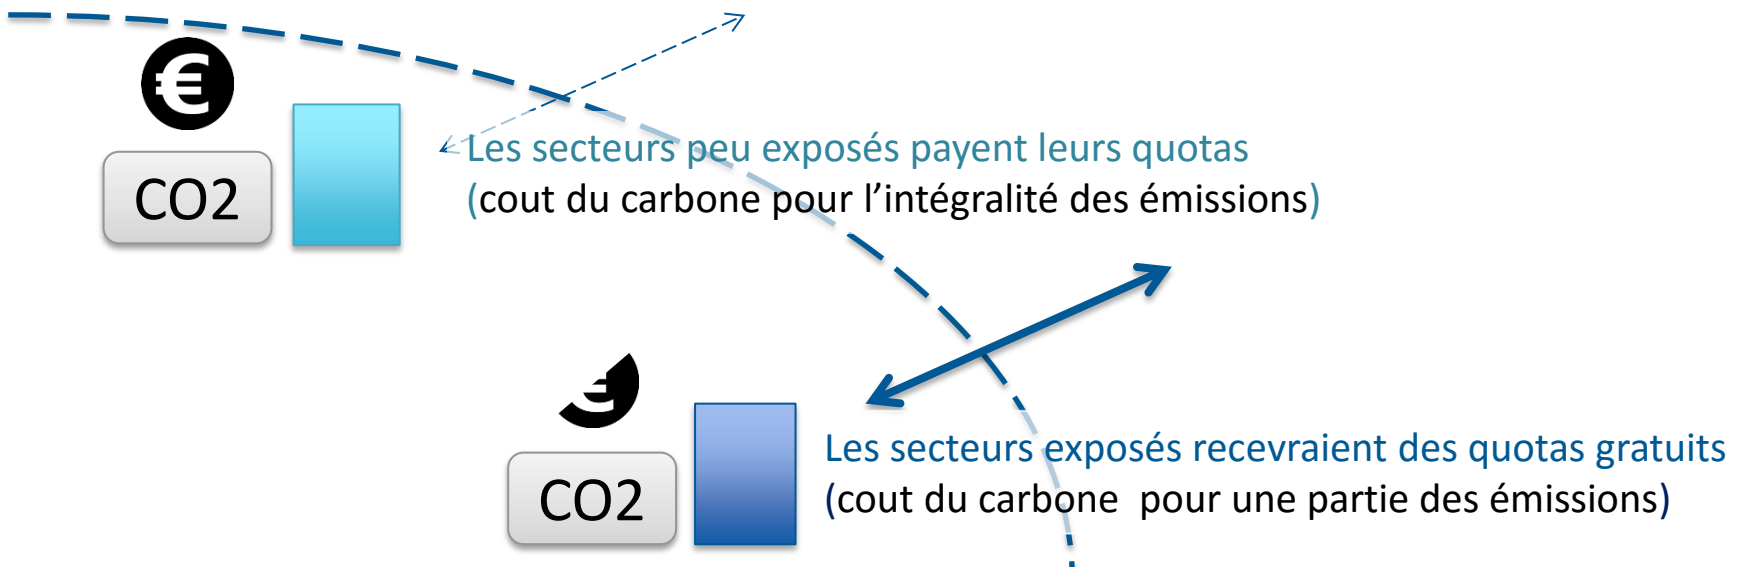 €
CO2
Les secteurs peu exposés payent leurs quotas
(cout du carbone pour l’intégralité des émissions)
€
CO2
Les secteurs exposés recevraient des quotas gratuits
(cout du carbone  pour une partie des émissions)